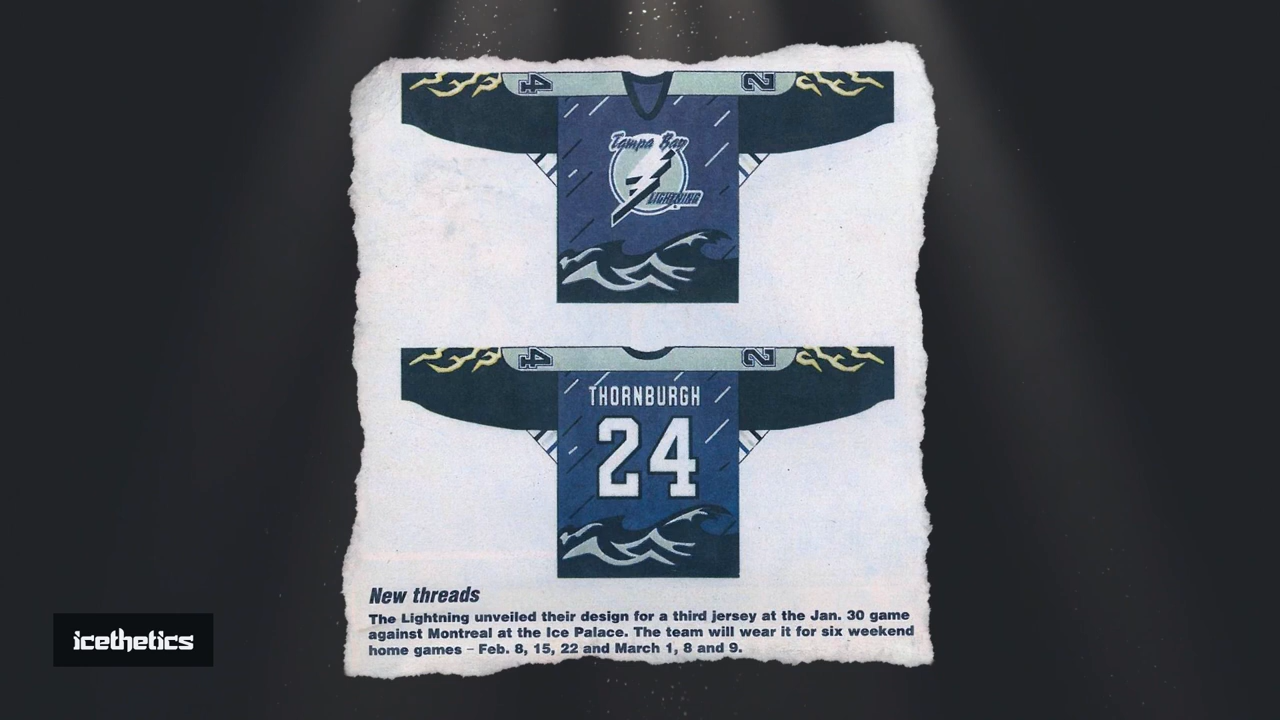 4 2
Tampa Bay
LIGHTNING
4 2
THORNBURGH
24
New threads
The Lightning unveiled their design for a third jersey at the Jan. 30 game
against Montreal at the Ice Palace. The team will wear it for six weekend
home games – Feb. 8, 15, 22 and March 1, 8 and 9.
icethetics